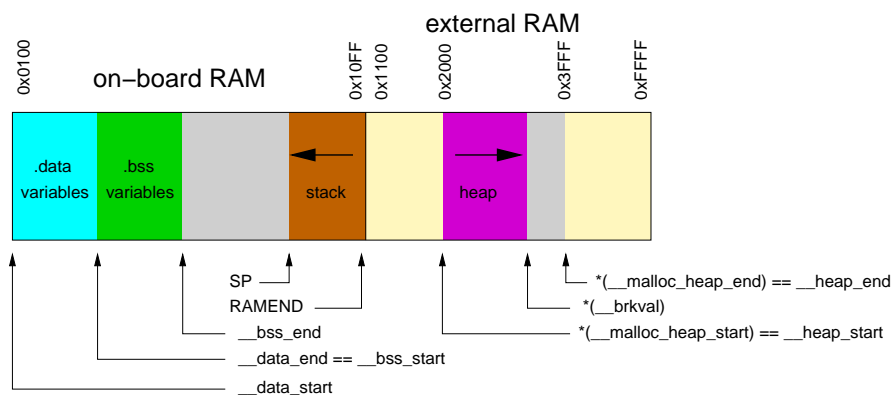 external RAM
on−board RAM
0x0100
0x10FF
0x1100
0x2000
0x3FFF
0xFFFF
.data
variables
.bss
variables
stack
heap
SP
RAMEND
__bss_end
__data_end == __bss_start
__data_start
*(__malloc_heap_end) == __heap_end
*(__brkval)
*(__malloc_heap_start) == __heap_start